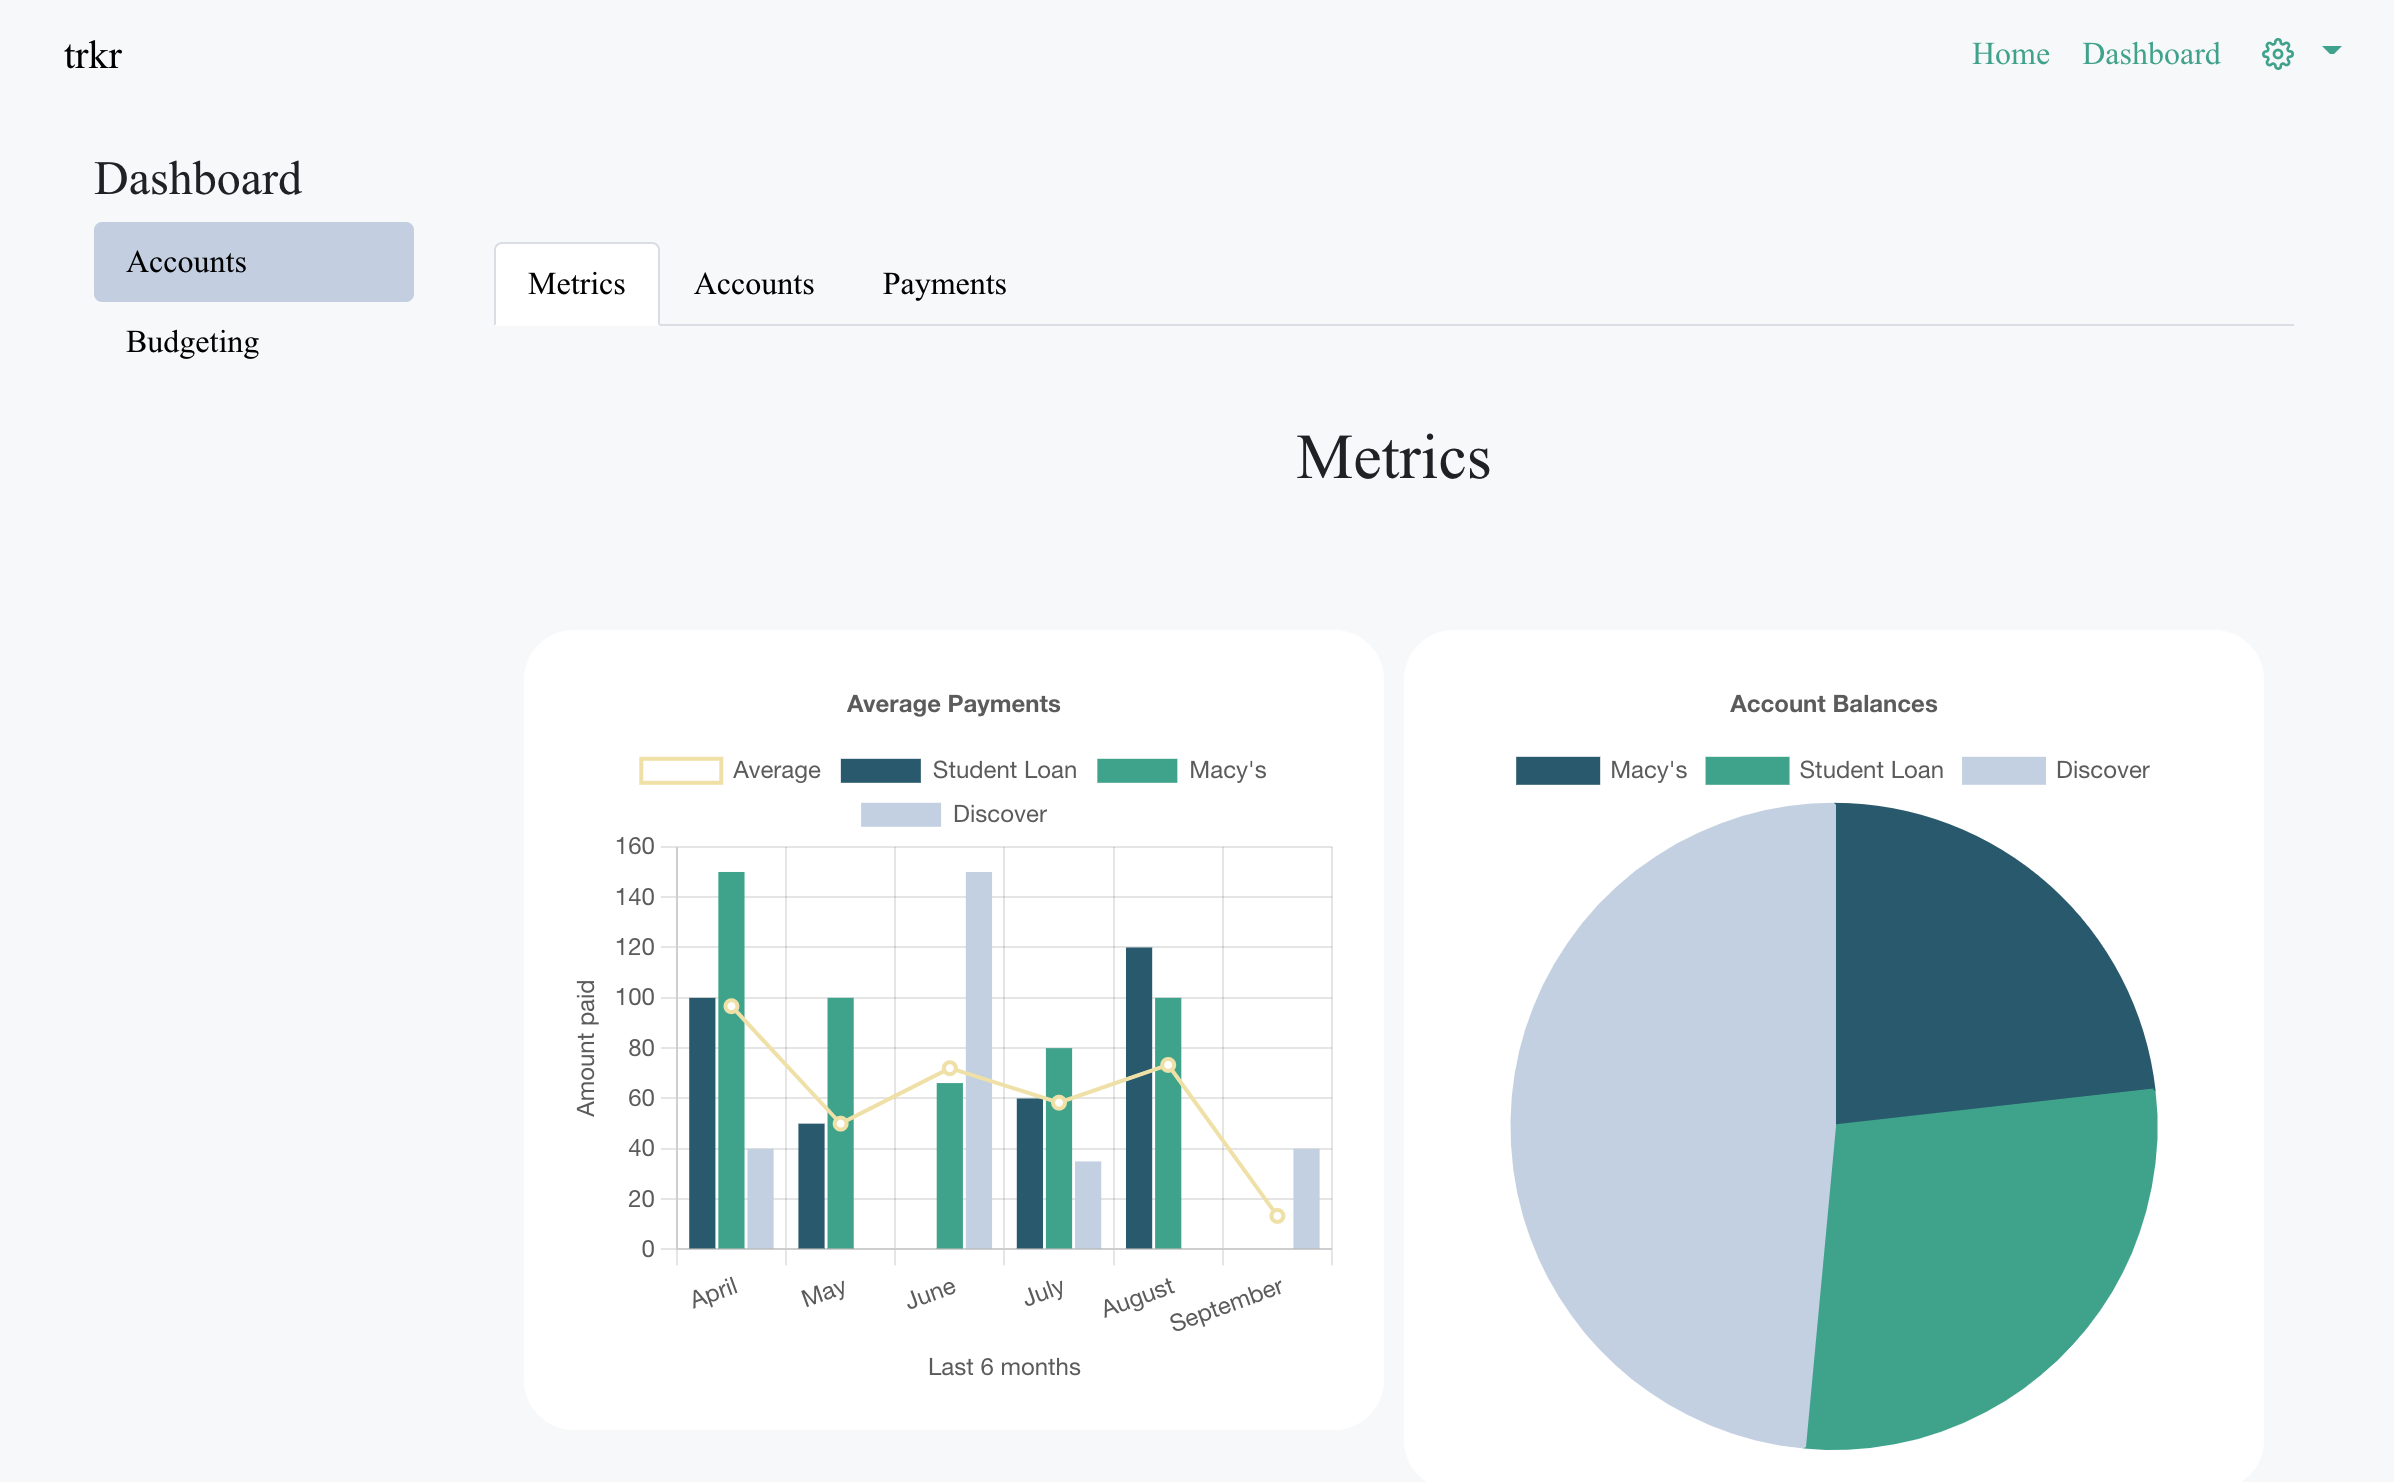 trkr
Home Dashboard
Dashboard
Accounts
Budgeting
Metrics Accounts Payments
Metrics
Average Payments
Average Student Loan Macy's
Discover
160
140
120
100
80
60
40
20
0
Amount paid
April May June July August September
Last 6 months
Account Balances
Macy's Student Loan Discover